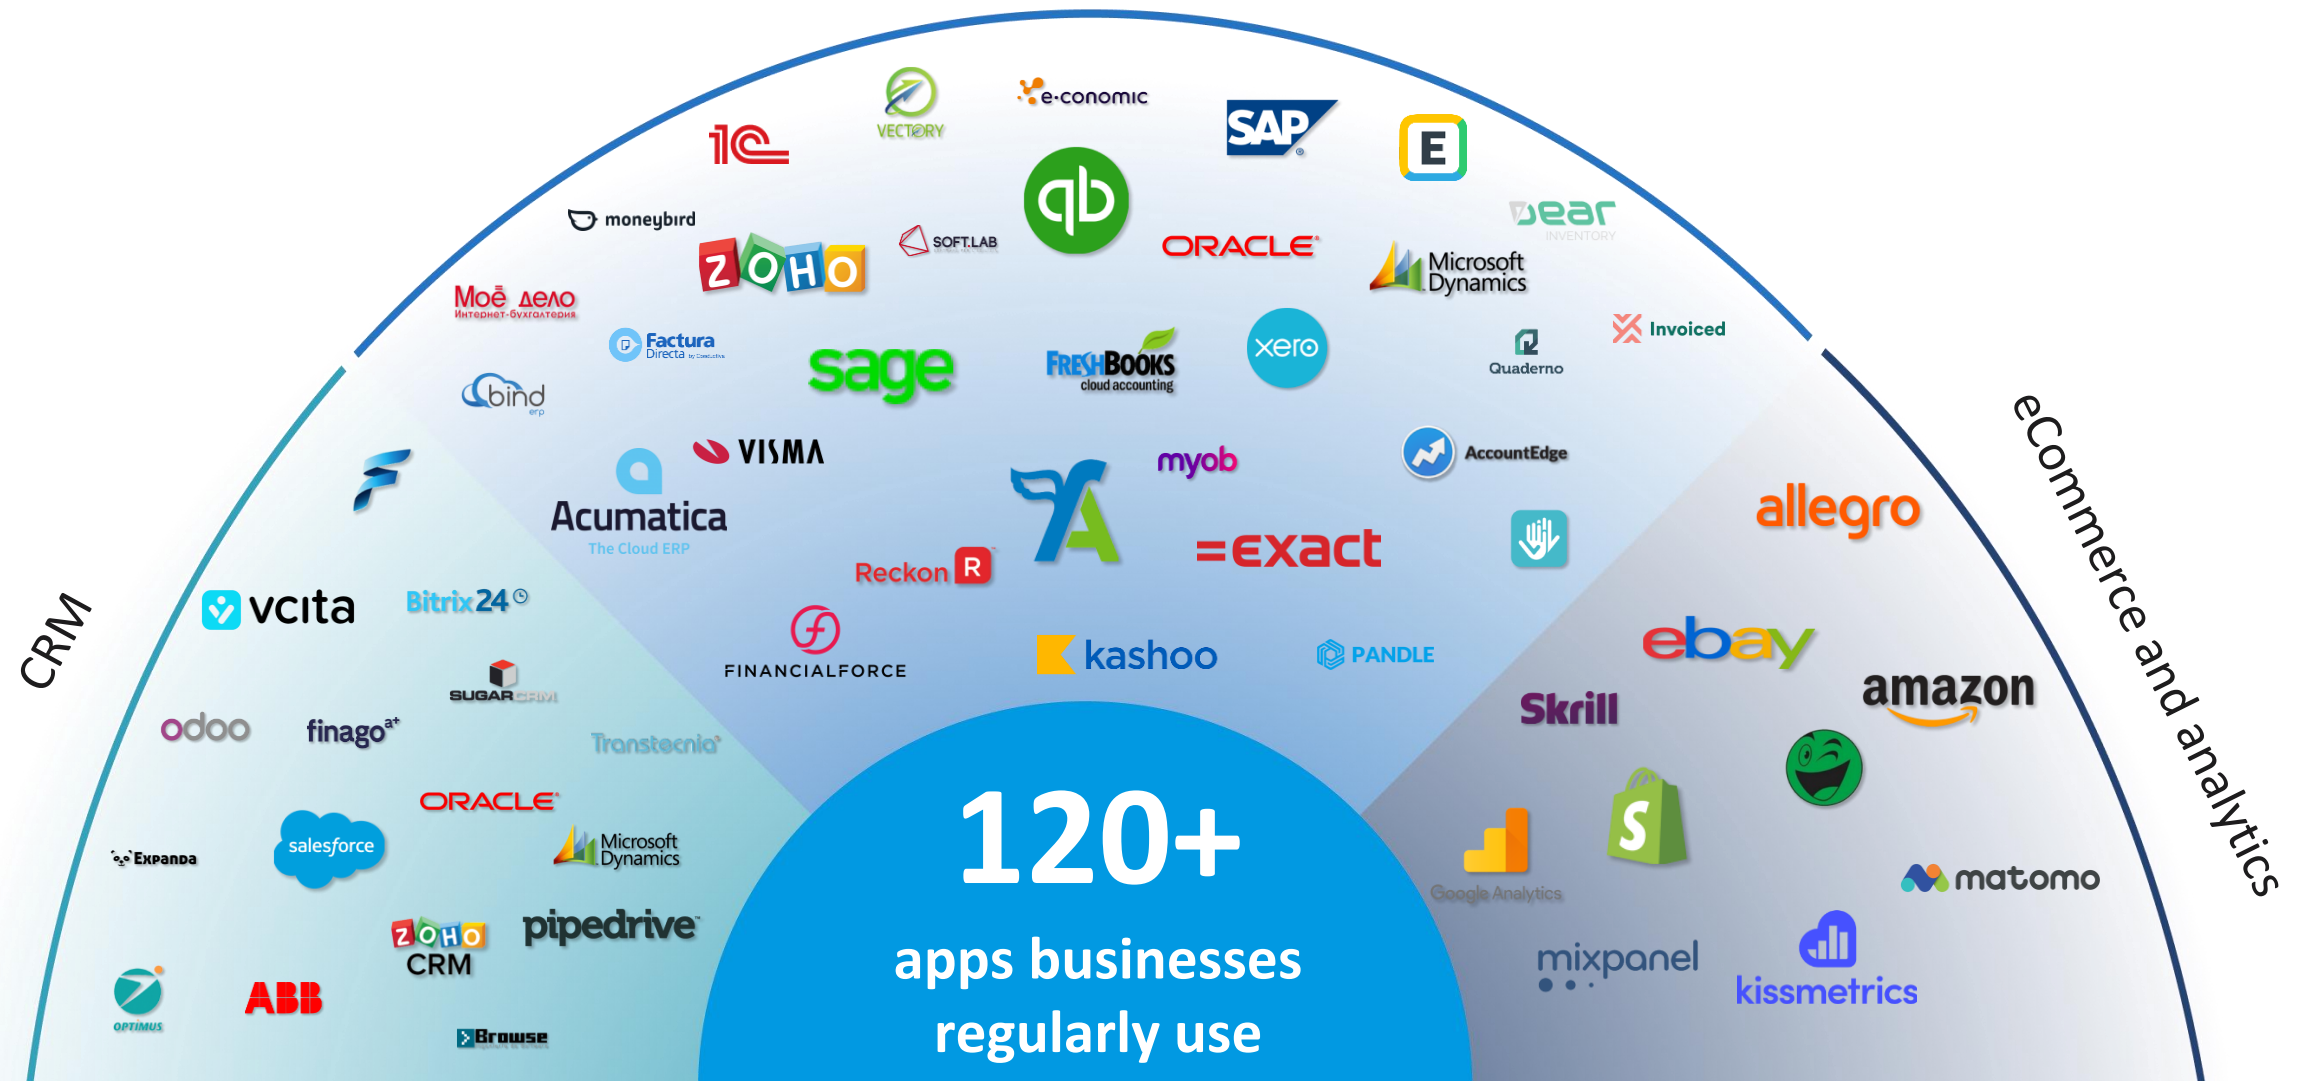 CRM
eCommerce and analytics
VECTORY
e-conomic
1C
SAP
E
moneybird
qb
Dear
INVENTORY
SOFT.LAB
ZOHO
ORACLE
Microsoft
Dynamics
Моё дело
Интернет-бухгалтерия
Factura
Directa
sage
FRESHBOOKS
cloud accounting
xero
Quaderno
Invoiced
bind
erp
VISMA
myob
AccountEdge
Acumatica
The Cloud ERP
Reckon R
=exact
FINANCIALFORCE
kashoo
PANDLE
vcita
Bitrix24
SUGARCRM
odoo
finago a+
Transtecnia
ORACLE
Expanda
salesforce
Microsoft
Dynamics
ZOHO
CRM
pipedrive
OPTIMUS
ABB
Browse
allegro
ebay
Skrill
amazon
S
Google Analytics
matomo
mixpanel
kissmetrics
120+
apps businesses
regularly use